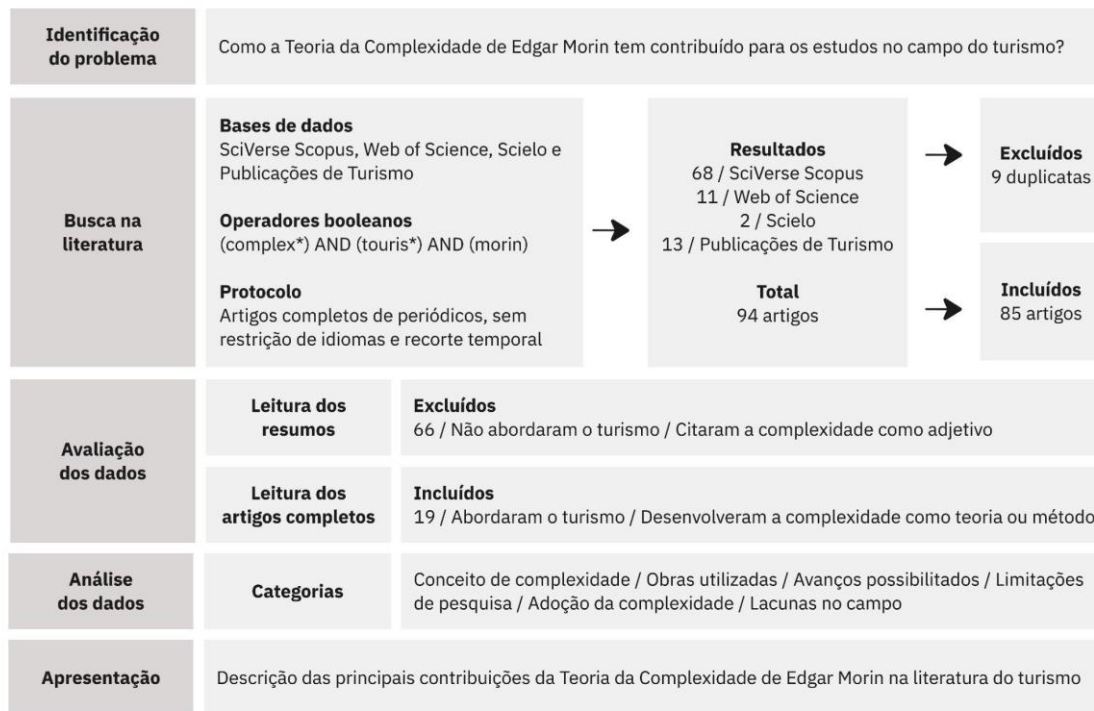 Identificação
do problema
Como a Teoria da Complexidade de Edgar Morin tem contribuído para os estudos no campo do turismo?
Busca na
literatura
Bases de dados
SciVerse Scopus, Web of Science, Scielo e
Publicações de Turismo
Operadores booleanos
(complex*) AND (touris*) AND (morin)
Protocolo
Artigos completos de periódicos, sem
restrição de idiomas e recorte temporal
Resultados
68 / SciVerse Scopus
11 / Web of Science
2 / Scielo
13 / Publicações de Turismo
Total
94 artigos
Excluídos
9 duplicatas
Incluídos
85 artigos
Avaliação
dos dados
Leitura dos
resumos
Excluídos
66 / Não abordaram o turismo / Citaram a complexidade como adjetivo
Leitura dos
artigos completos
Incluídos
19 / Abordaram o turismo / Desenvolveram a complexidade como teoria ou método
Análise
dos dados
Categorias
Conceito de complexidade / Obras utilizadas / Avanços possibilitados / Limitações
de pesquisa / Adoção da complexidade / Lacunas no campo
Apresentação
Descrição das principais contribuições da Teoria da Complexidade de Edgar Morin na literatura do turismo